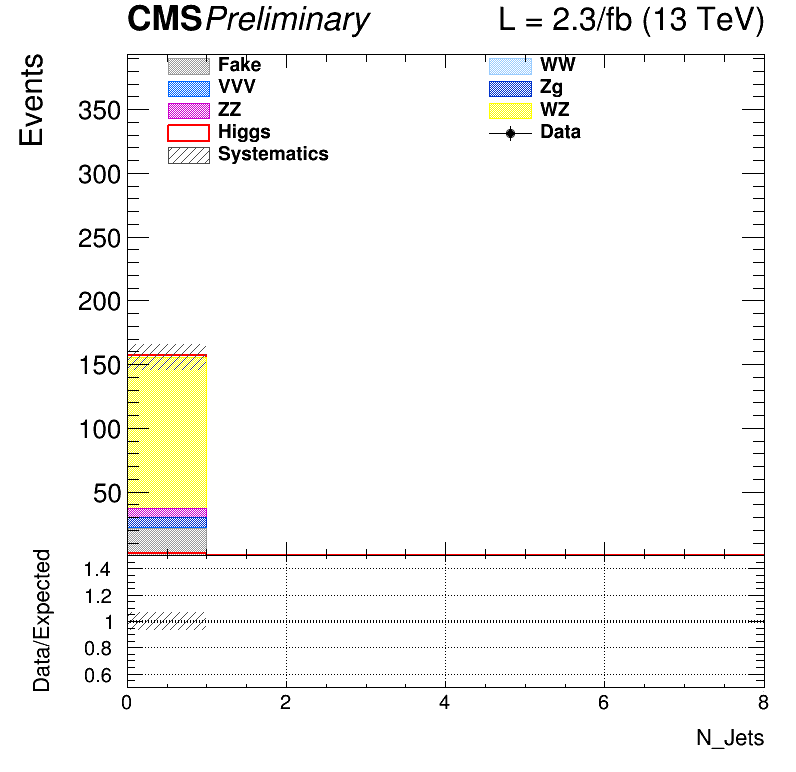 CMSPreliminary L = 2.3/fb (13 TeV)
Events
Fake WW
VVV Zg
ZZ WZ
Higgs Data
Systematics
350
300
250
200
150
100
50
Data/Expected
1.4
1.2
1
0.8
0.6
0 2 4 6 8
N_Jets